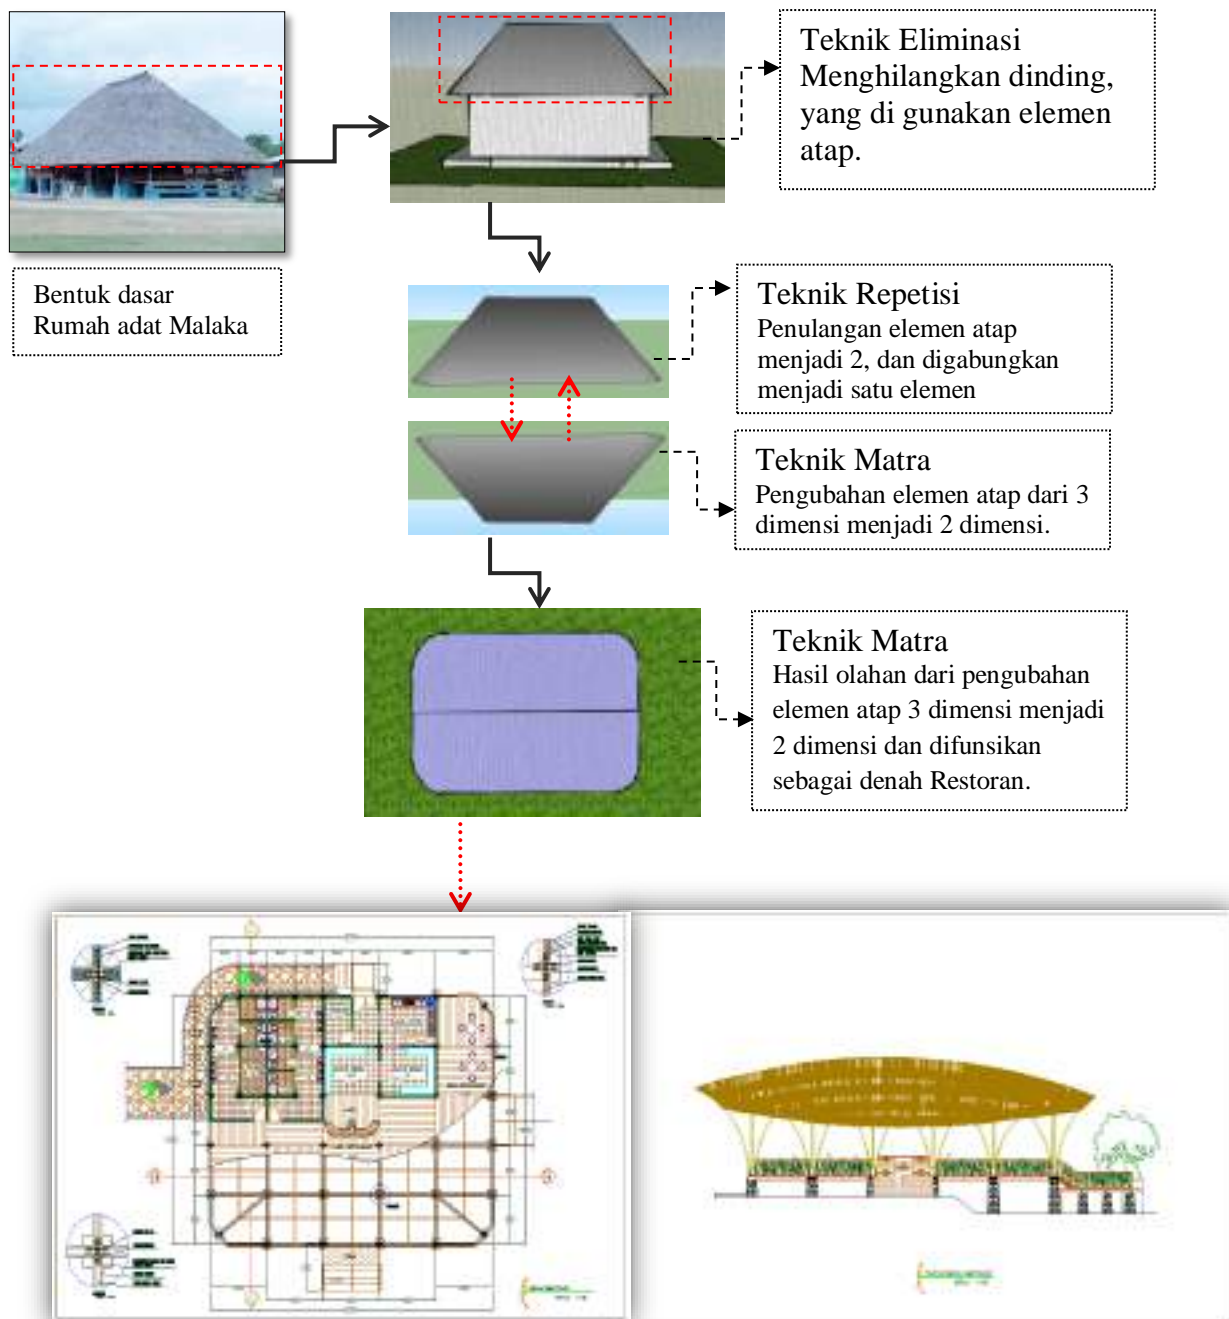 Teknik Eliminasi
Menghilangkan dinding,
yang di gunakan elemen
atap.
Bentuk dasar
Rumah adat Malaka
Teknik Repetisi
Penulangan elemen atap
menjadi 2, dan digabungkan
menjadi satu elemen
Teknik Matra
Pengubahan elemen atap dari 3
dimensi menjadi 2 dimensi.
Teknik Matra
Hasil olahan dari pengubahan
elemen atap 3 dimensi menjadi
2 dimensi dan difunsikan
sebagai denah Restoran.